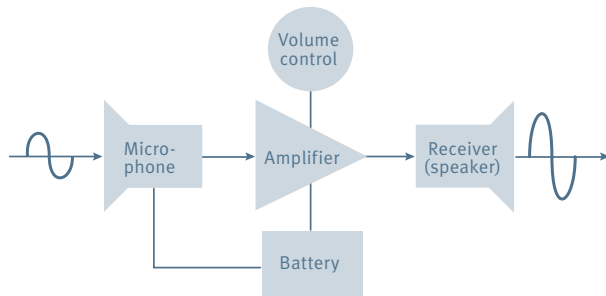 Volume
control
Micro-
phone
Amplifier
Receiver
(speaker)
Battery